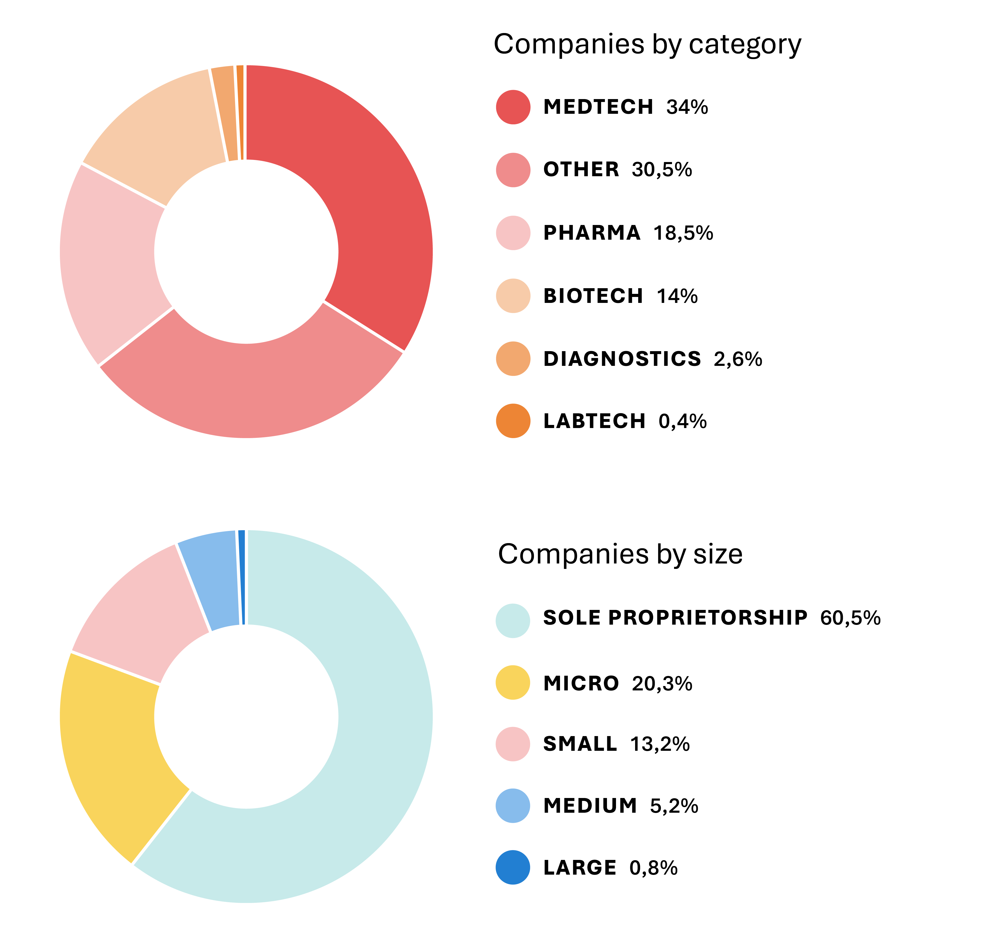 Companies by category
MEDTECH 34%
OTHER 30,5%
PHARMA 18,5%
BIOTECH 14%
DIAGNOSTICS 2,6%
LABTECH 0,4%
Companies by size
SOLE PROPRIETORSHIP 60,5%
MICRO 20,3%
SMALL 13,2%
MEDIUM 5,2%
LARGE 0,8%